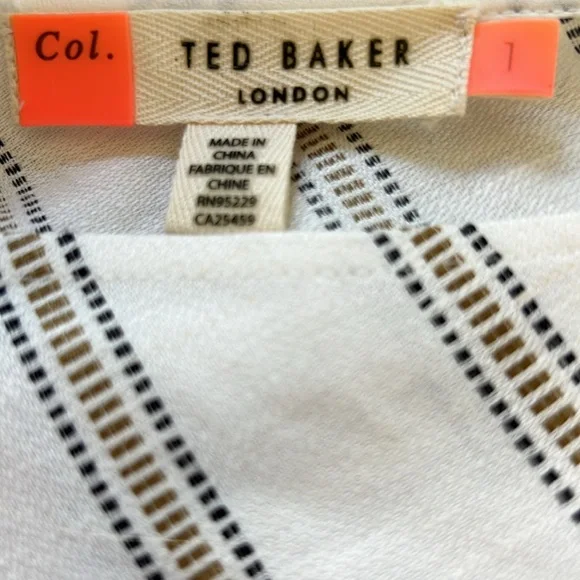 Col.
TED BAKER
LONDON
1
MADE IN
CHINA
FABRIQUE EN
CHINE
RN95229
CA25459